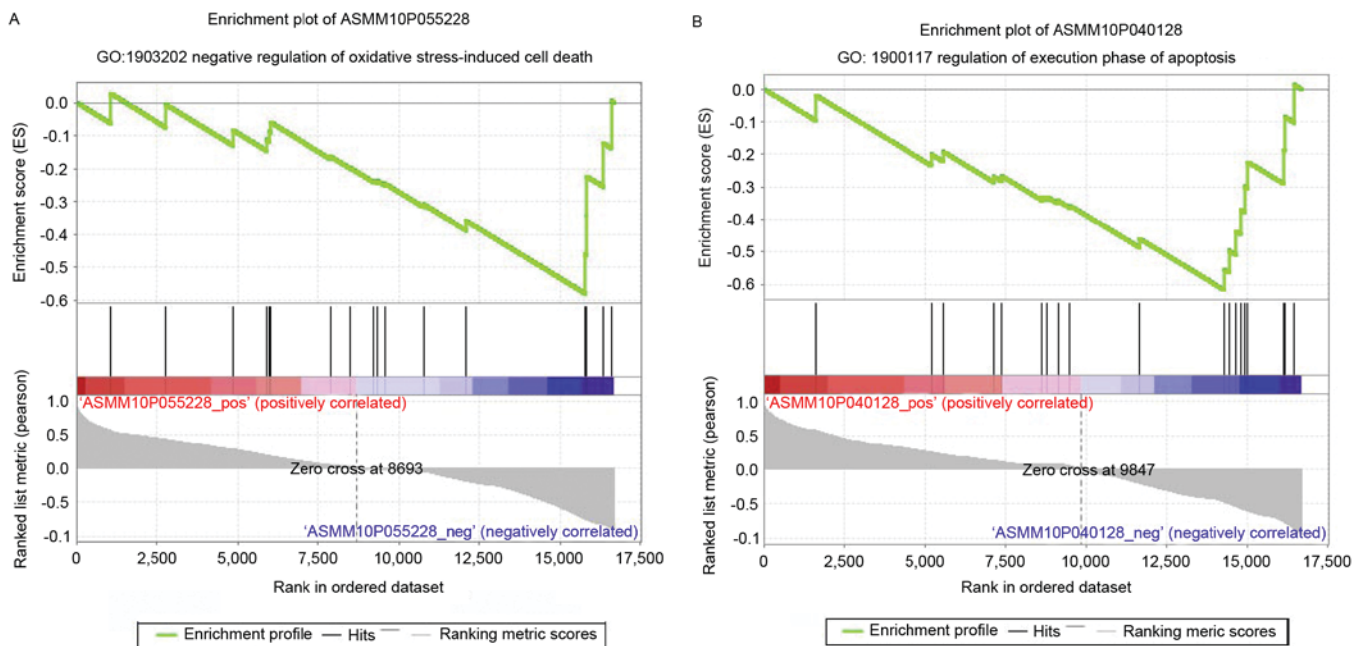 A
Enrichment plot of ASMM10P055228
GO:1903202 negative regulation of oxidative stress-induced cell death
Enrichment score (ES)
0.0
-0.1
-0.2
-0.3
-0.4
-0.5
-0.6
Ranked list metric (pearson)
1.0
0.5
0.0
-0.5
-0.1
'ASMM10P055228_pos' (positively correlated)
Zero cross at 8693
'ASMM10P055228_neg' (negatively correlated)
0 2,500 5,000 7,500 10,000 12,500 15,000 17,500
Rank in ordered dataset
Enrichment profile Hits Ranking metric scores
B
Enrichment plot of ASMM10P040128
GO: 1900117 regulation of execution phase of apoptosis
Enrichment score (ES)
0.0
-0.1
-0.2
-0.3
-0.4
-0.5
-0.6
Ranked list metric (pearson)
1.0
0.5
0.0
-0.5
-0.1
'ASMM10P040128_pos' (positively correlated)
Zero cross at 9847
'ASMM10P040128_neg' (negatively correlated)
0 2,500 5,000 7,500 10,000 12,500 15,000 17,500
Rank in ordered dataset
Enrichment profile Hits Ranking meric scores